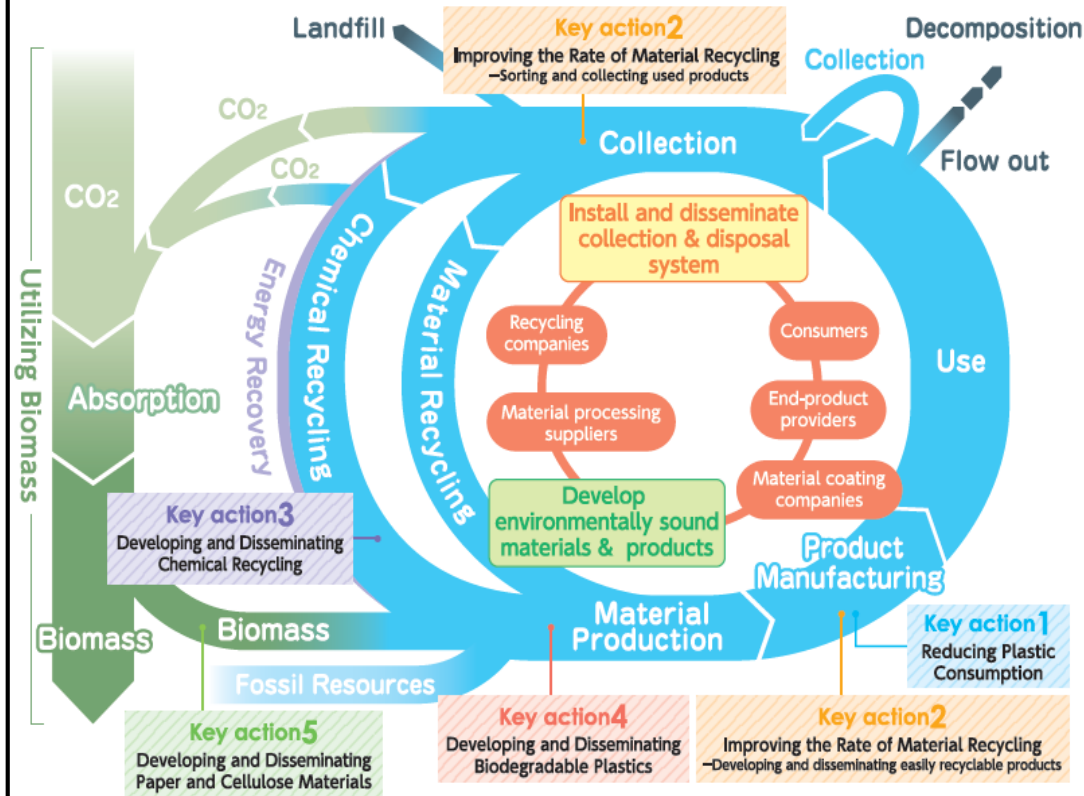 Landfill
Key action2
Improving the Rate of Material Recycling
—Sorting and collecting used products
Decomposition
Collection
Flow out
CO2
CO2
CO2
Collection
Utilizing Biomass
Absorption
Biomass
Energy Recovery
Chemical Recycling
Material Recycling
Install and disseminate
collection & disposal
system
Recycling
companies
Consumers
Use
Material processing
suppliers
End-product
providers
Material coating
companies
Develop
environmentally sound
materials & products
Key action3
Developing and Disseminating
Chemical Recycling
Product
Manufacturing
Biomass
Material
Production
Fossil Resources
Key action1
Reducing Plastic
Consumption
Key action5
Developing and Disseminating
Paper and Cellulose Materials
Key action4
Developing and Disseminating
Biodegradable Plastics
Key action2
Improving the Rate of Material Recycling
—Developing and disseminating easily recyclable products